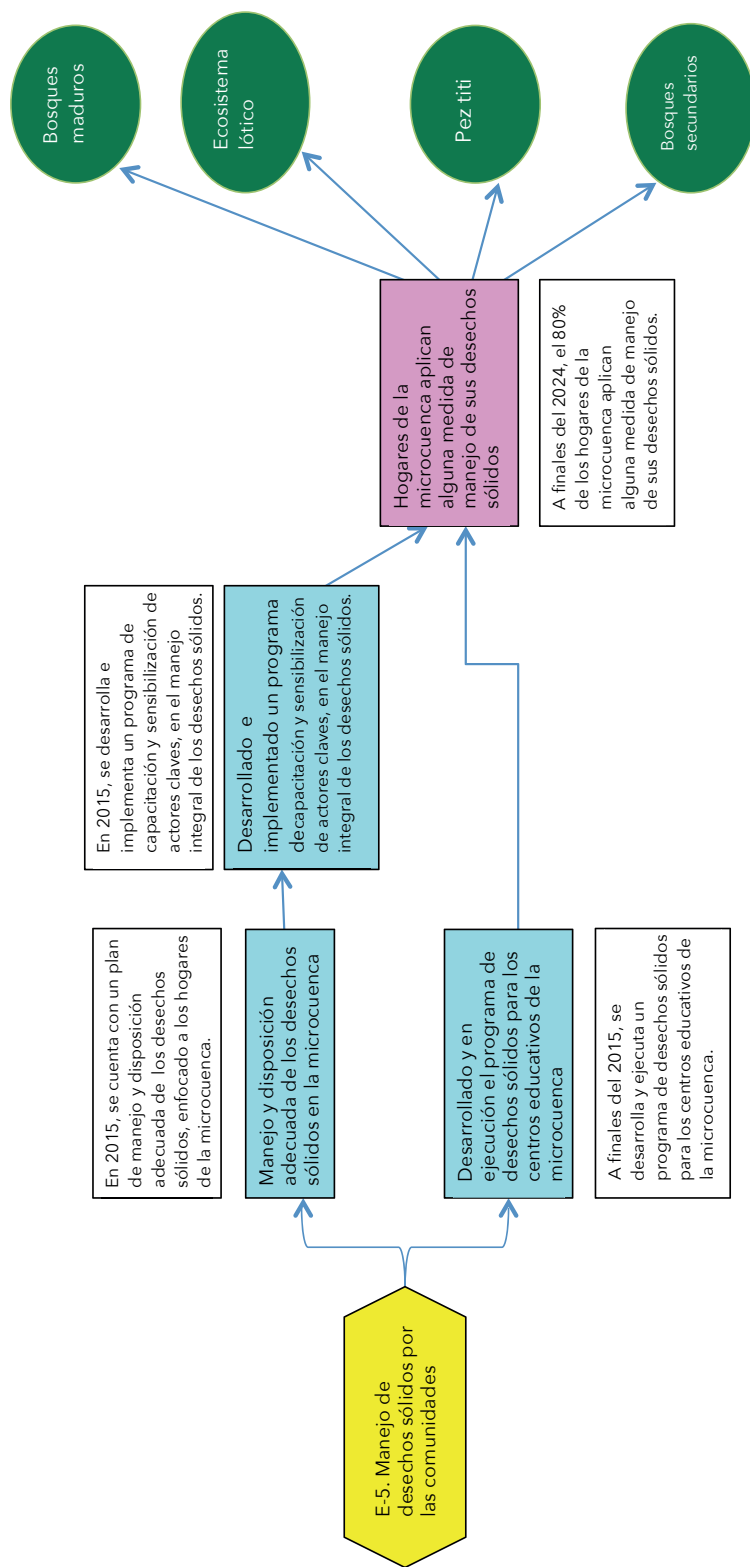 E-5. Manejo de
desechos sólidos por
las comunidades
En 2015, se cuenta con un plan
de manejo y disposición
adecuada de los desechos
sólidos, enfocado a los hogares
de la microcuenca.
Manejo y disposición
adecuada de los desechos
sólidos en la microcuenca
Desarrollado y en
ejecución el programa de
desechos sólidos para los
centros educativos de la
microcuenca
A finales del 2015, se
desarrolla y ejecuta un
programa de desechos sólidos
para los centros educativos de
la microcuenca.
En 2015, se desarrolla e
implementa un programa de
capacitación y sensibilización de
actores claves, en el manejo
integral de los desechos sólidos.
Desarrollado e
implementado un programa
decapacitación y sensibilización
de actores claves, en el manejo
integral de los desechos sólidos.
Hogares de la
microcuenca aplican
alguna medida de
manejo de sus desechos
sólidos
A finales del 2024, el 80%
de los hogares de la
microcuenca aplican
alguna medida de manejo
de sus desechos sólidos.
Bosques
maduros
Ecosistema
lótico
Pez titi
Bosques
secundarios